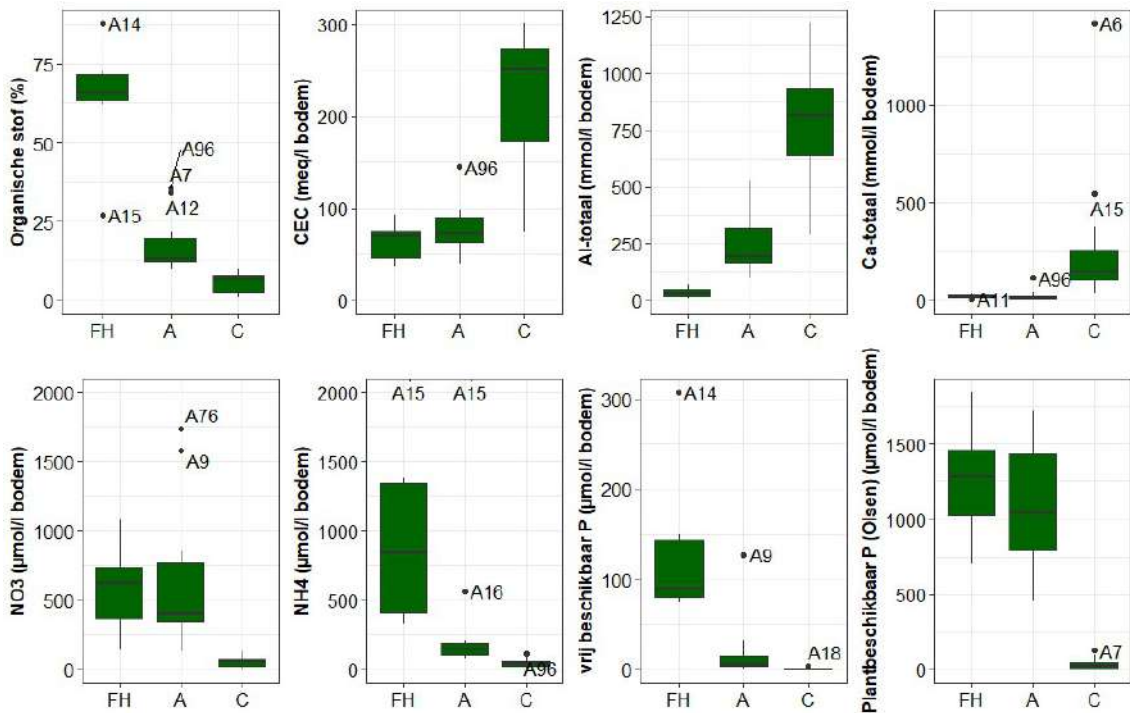 Organische stof (%)
75
50
25
0
A14
A96
A7
A12
A15
FH A C
CEC (meq/l bodem)
300
200
100
0
A96
FH A C
Al-totaal (mmol/l bodem)
1250
1000
750
500
250
0
FH A C
Ca-totaal (mmol/l bodem)
1000
500
0
A6
A15
A96
A11
FH A C
NO3 (µmol/l bodem)
2000
1500
1000
500
0
A76
A9
FH A C
NH4 (µmol/l bodem)
2000
1500
1000
500
0
A15 A15
A16
A96
FH A C
vrij beschikbaar P (µmol/l bodem)
300
200
100
0
A14
A9
A18
FH A C
Plantbeschikbaar P (Olsen) (µmol/l bodem)
1500
1000
500
0
A7
FH A C